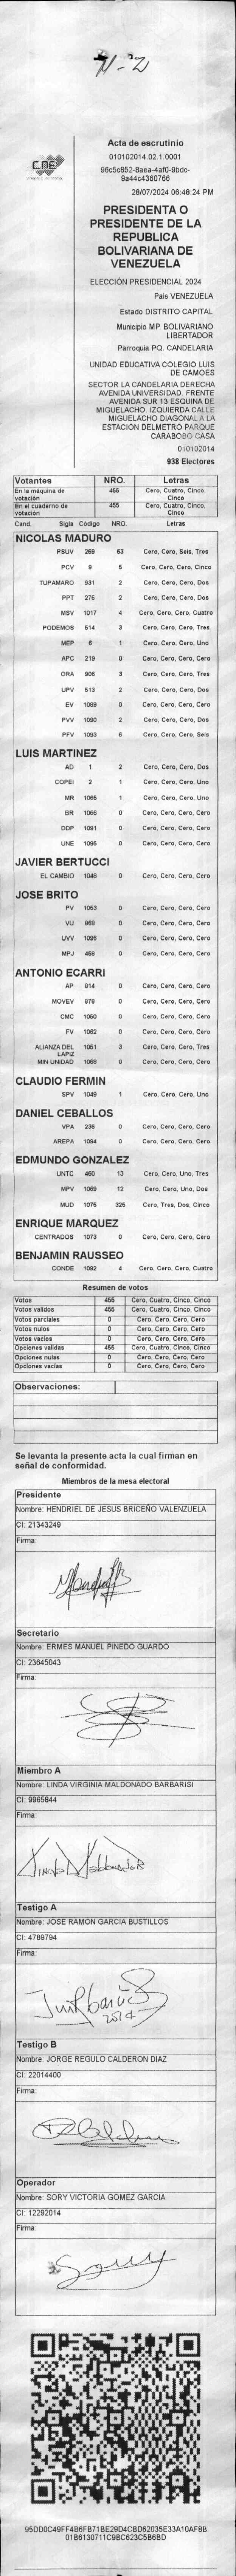 CNE
Acta de escrutinio
010102014.02.1.0001
96c5c852-8aea-4af0-9bdo-
9a44c4360766
28/07/2024 06:48:24 PM
PRESIDENTA O
PRESIDENTE DE LA
REPUBLICA
BOLIVARIANA DE
VENEZUELA
ELECCIÓN PRESIDENCIAL 2024
País VENEZUELA
Estado DISTRITO CAPITAL
Municipio MP. BOLIVARIANO
LIBERTADOR
Parroquia PQ. CANDELARIA
UNIDAD EDUCATIVA COLEGIO LUIS
DE CAMOES
SECTOR LA CANDELARIA DERECHA
AVENIDA UNIVERSIDAD. FRENTE
AVENIDA SUR 13 ESQUINA DE
MIGUELACHO. IZQUIERDA CALLE
MIGUELACHO DIAGONAL A LA
ESTACIÓN DELMETRO PARQUE
CARABOBO CASA
010102014
938 Electores
Votantes NRO. Letras
En la máquina de votación 455 Cero, Cuatro, Cinco, Cinco
En el cuaderno de votación 455 Cero, Cuatro, Cinco, Cinco
Cand. Sigla Código NRO. Letras
NICOLAS MADURO
PSUV 269 63 Cero, Cero, Seis, Tres
PCV 9 5 Cero, Cero, Cero, Cinco
TUPAMARO 931 2 Cero, Cero, Cero, Dos
PPT 275 2 Cero, Cero, Cero, Dos
MSV 1017 4 Cero, Cero, Cero, Cuatro
PODEMOS 514 3 Cero, Cero, Cero, Tres
MEP 6 1 Cero, Cero, Cero, Uno
APC 219 0 Cero, Cero, Cero, Cero
ORA 906 3 Cero, Cero, Cero, Tres
UPV 513 2 Cero, Cero, Cero, Dos
EV 1089 0 Cero, Cero, Cero, Cero
PVV 1090 2 Cero, Cero, Cero, Dos
PFV 1093 6 Cero, Cero, Cero, Seis
LUIS MARTINEZ
AD 1 2 Cero, Cero, Cero, Dos
COPEI 2 1 Cero, Cero, Cero, Uno
MR 1065 1 Cero, Cero, Cero, Uno
BR 1066 0 Cero, Cero, Cero, Cero
DDP 1091 0 Cero, Cero, Cero, Cero
UNE 1095 0 Cero, Cero, Cero, Cero
JAVIER BERTUCCI
EL CAMBIO 1048 0 Cero, Cero, Cero, Cero
JOSE BRITO
PV 1053 0 Cero, Cero, Cero, Cero
VU 969 0 Cero, Cero, Cero, Cero
UVV 1096 0 Cero, Cero, Cero, Cero
MPJ 459 0 Cero, Cero, Cero, Cero
ANTONIO ECARRI
AP 914 0 Cero, Cero, Cero, Cero
MOVEV 979 0 Cero, Cero, Cero, Cero
CMC 1050 0 Cero, Cero, Cero, Cero
FV 1062 0 Cero, Cero, Cero, Cero
ALIANZA DEL LAPIZ 1051 3 Cero, Cero, Cero, Tres
MIN UNIDAD 1068 0 Cero, Cero, Cero, Cero
CLAUDIO FERMIN
SPV 1049 1 Cero, Cero, Cero, Uno
DANIEL CEBALLOS
VPA 236 0 Cero, Cero, Cero, Cero
AREPA 1094 0 Cero, Cero, Cero, Cero
EDMUNDO GONZALEZ
UNTC 460 13 Cero, Cero, Uno, Tres
MPV 1069 12 Cero, Cero, Uno, Dos
MUD 1075 325 Cero, Tres, Dos, Cinco
ENRIQUE MARQUEZ
CENTRADOS 1073 0 Cero, Cero, Cero, Cero
BENJAMIN RAUSSEO
CONDE 1092 4 Cero, Cero, Cero, Cuatro
Resumen de votos
Votos 455 Cero, Cuatro, Cinco, Cinco
Votos validos 455 Cero, Cuatro, Cinco, Cinco
Votos parciales 0 Cero, Cero, Cero, Cero
Votos nulos 0 Cero, Cero, Cero, Cero
Votos vacios 0 Cero, Cero, Cero, Cero
Opciones validas 455 Cero, Cuatro, Cinco, Cinco
Opciones nulas 0 Cero, Cero, Cero, Cero
Opciones vacias 0 Cero, Cero, Cero, Cero
Observaciones:
Se levanta la presente acta la cual firman en
señal de conformidad.
Miembros de la mesa electoral
Presidente
Nombre: HENDRIEL DE JESUS BRICEÑO VALENZUELA
CI: 21343249
Firma:
Secretario
Nombre: ERMES MANUEL PINEDO GUARDO
CI: 23645043
Firma:
Miembro A
Nombre: LINDA VIRGINIA MALDONADO BARBARISI
CI: 9965844
Firma:
Testigo A
Nombre: JOSE RAMON GARCIA BUSTILLOS
CI: 4789794
Firma:
Testigo B
Nombre: JORGE REGULO CALDERON DIAZ
CI: 22014400
Firma:
Operador
Nombre: SORY VICTORIA GOMEZ GARCIA
CI: 12292014
Firma:
95DD0C49FF4B6FB71BE29D4CBD62035E33A10AF8B
01B6130711C9BC623C5B6BD